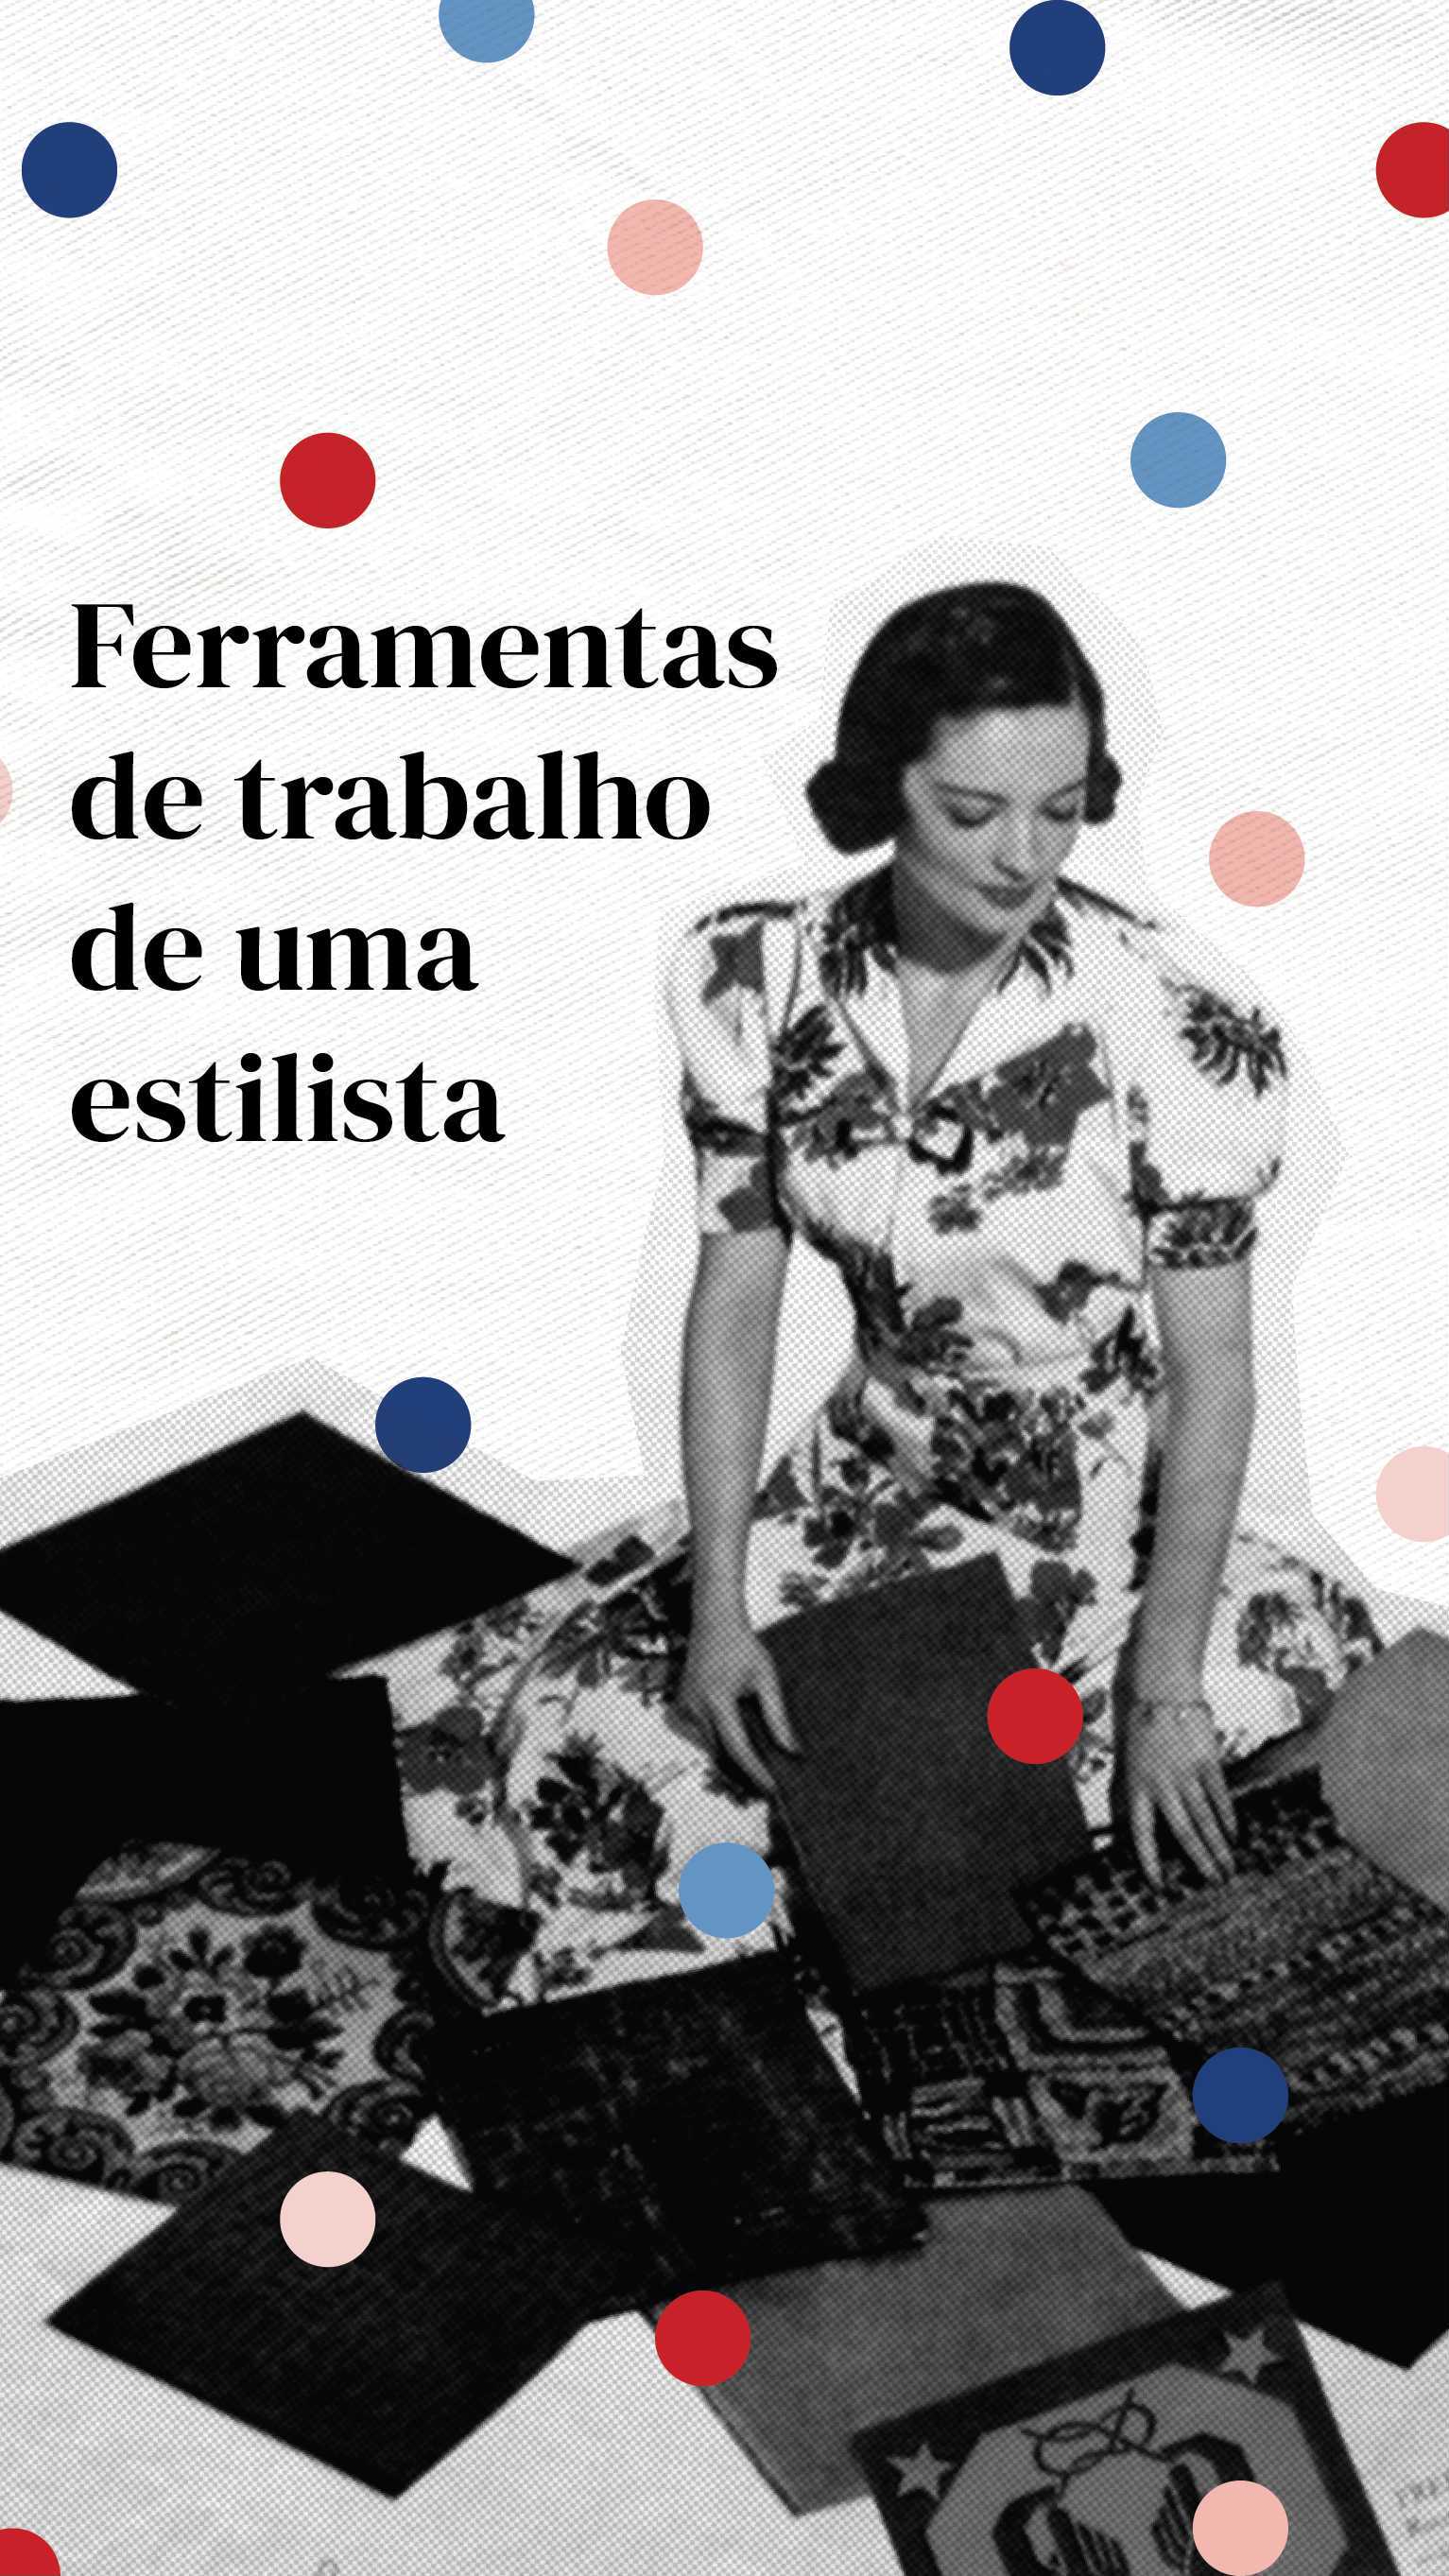 Ferramentas
de trabalho
de uma
estilista